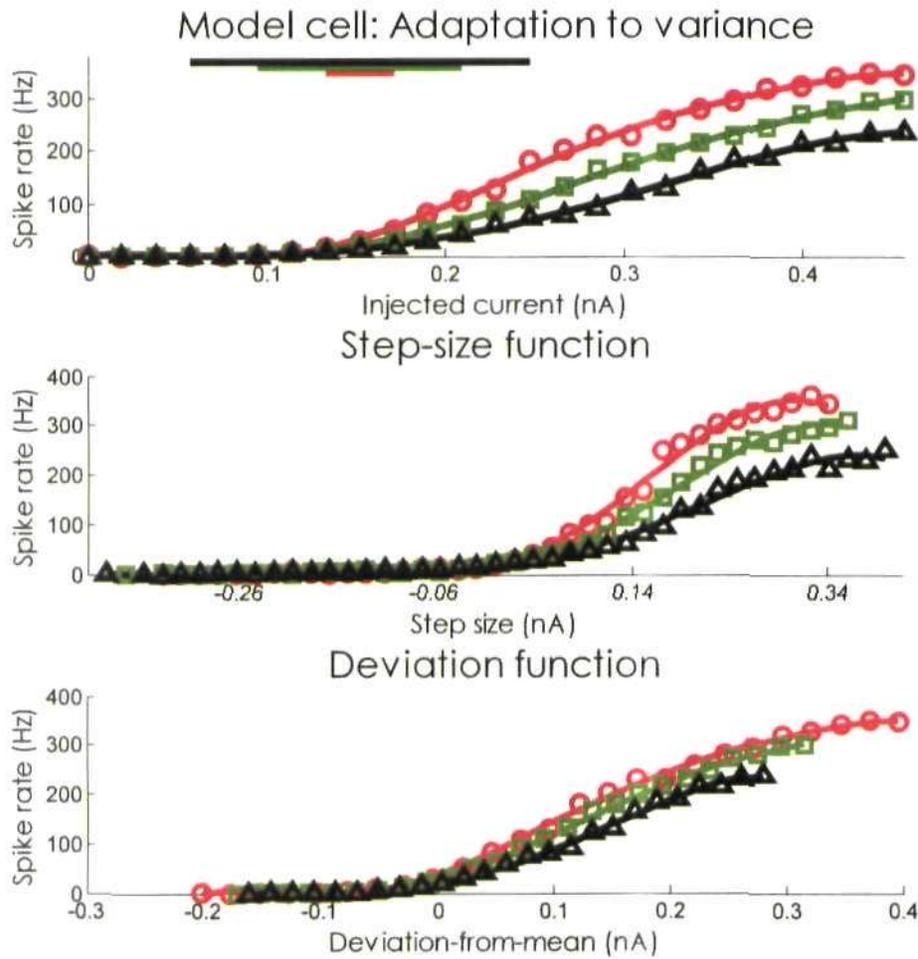 Model cell: Adaptation to variance
Spike rate (Hz)
300
200
100
0
0 0.1 0.2 0.3 0.4
Injected current (nA)
Step-size function
Spike rate (Hz)
400
300
200
100
0
-0.26 -0.06 0.14 0.34
Step size (nA)
Deviation function
Spike rate (Hz)
400
300
200
100
0
-0.3 -0.2 -0.1 0 0.1 0.2 0.3 0.4
Deviation-from-mean (nA)